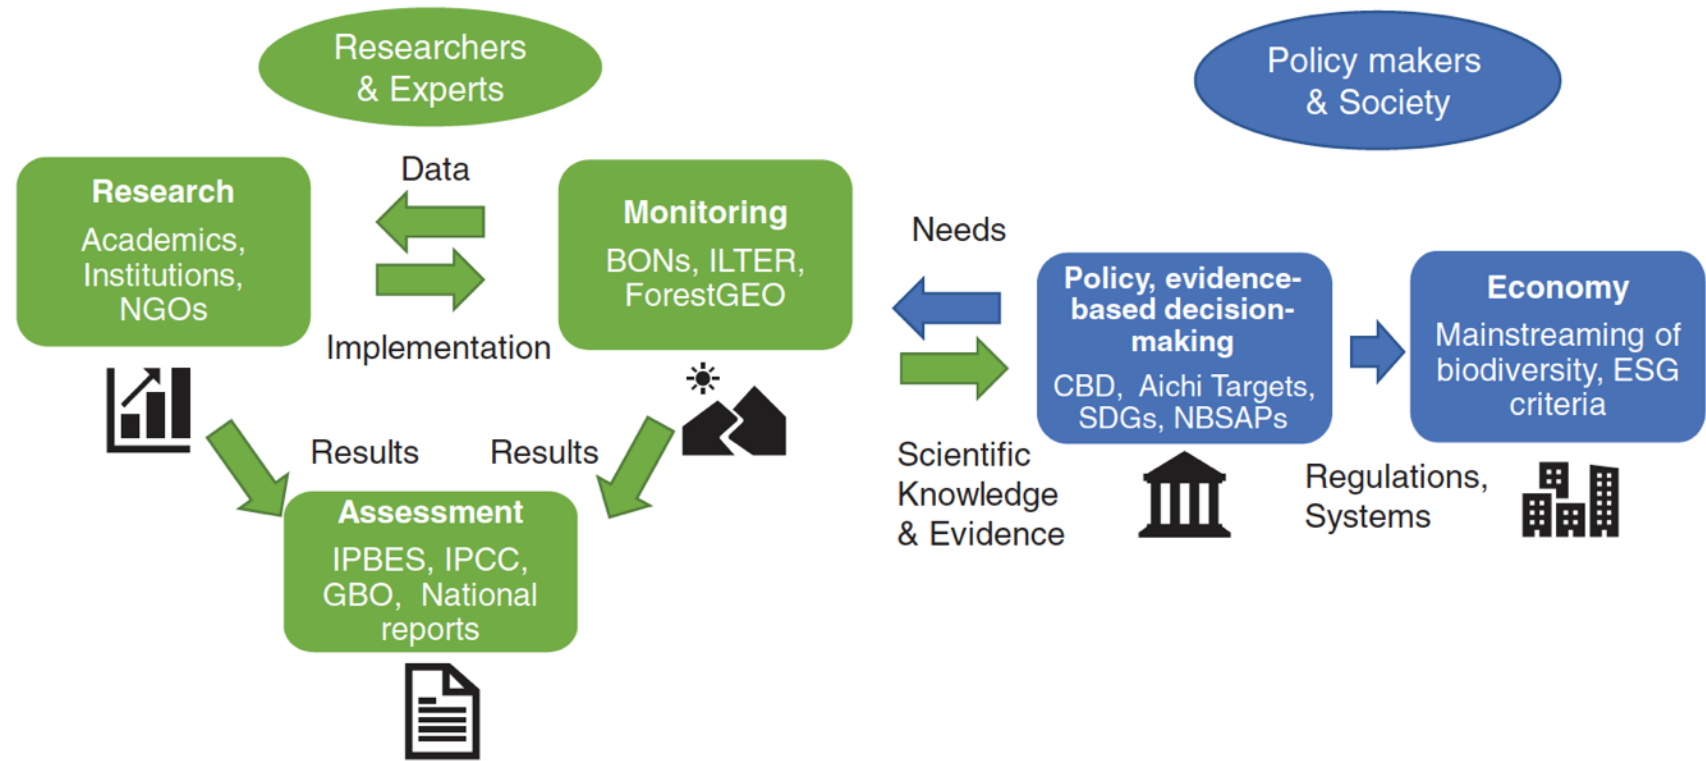 Researchers
& Experts
Policy makers
& Society
Data
Research
Academics,
Institutions,
NGOs
Monitoring
BONs, ILTER,
ForestGEO
Implementation
Needs
Policy, evidence-
based decision-
making
CBD, Aichi Targets,
SDGs, NBSAPs
Economy
Mainstreaming of
biodiversity, ESG
criteria
Results
Results
Scientific
Knowledge
& Evidence
Regulations,
Systems
Assessment
IPBES, IPCC,
GBO, National
reports